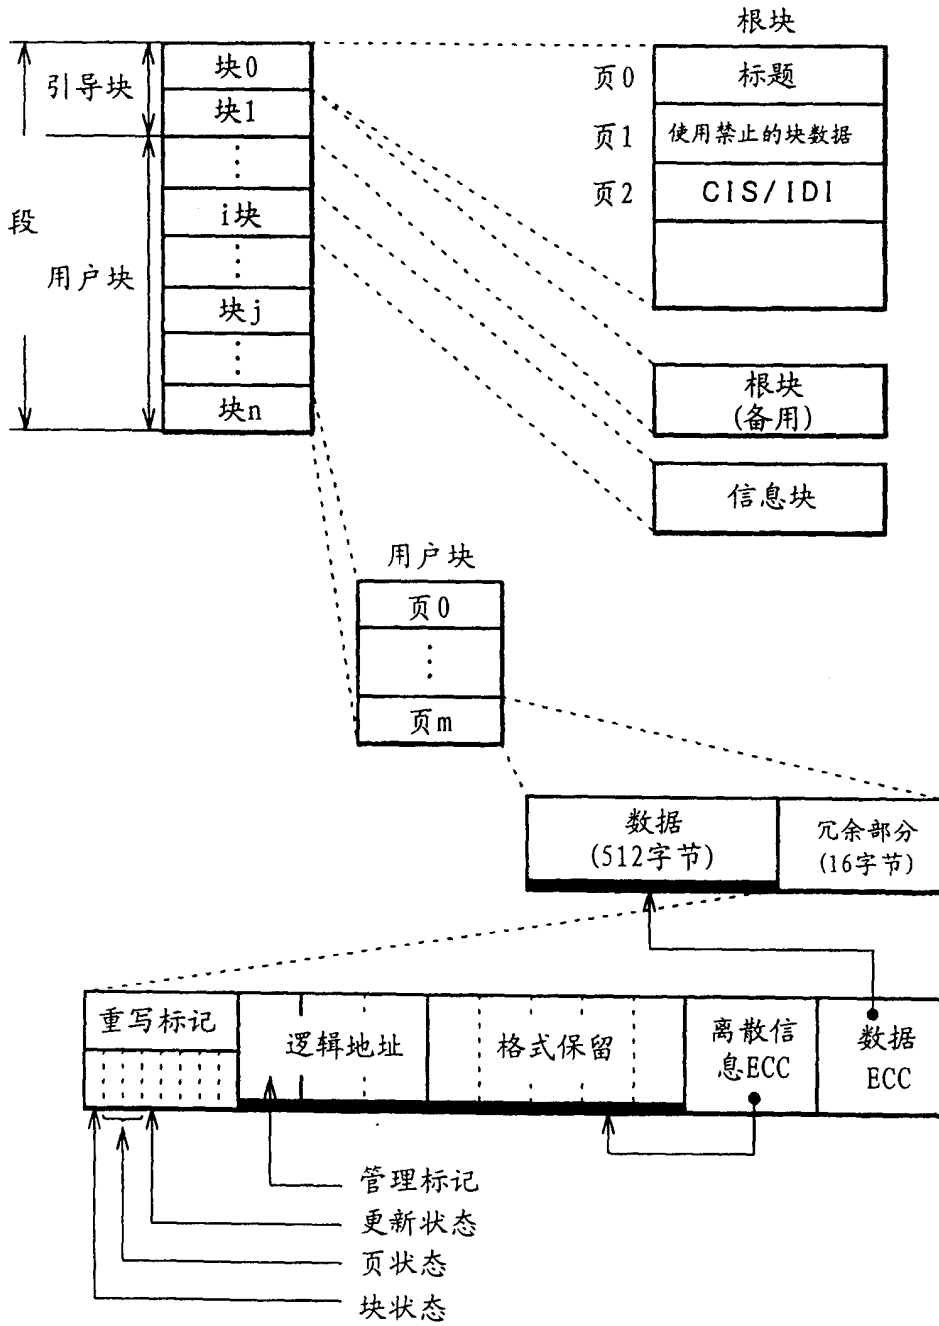 根块
块0
页0
标题
引导块
块1
页1
使用禁止的块数据
页2
CIS/IDI
段
i块
用户块
块j
块n
根块
(备用)
信息块
用户块
页0
页m
数据
(512字节)
冗余部分
(16字节)
重写标记
逻辑地址
格式保留
离散信
息ECC
数据
ECC
管理标记
更新状态
页状态
块状态